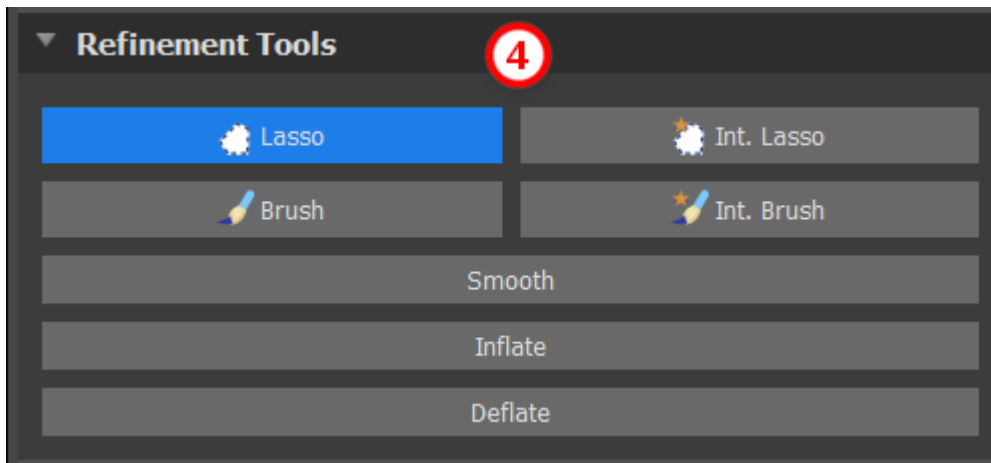 Refinement Tools 4
Lasso Int. Lasso
Brush Int. Brush
Smooth
Inflate
Deflate